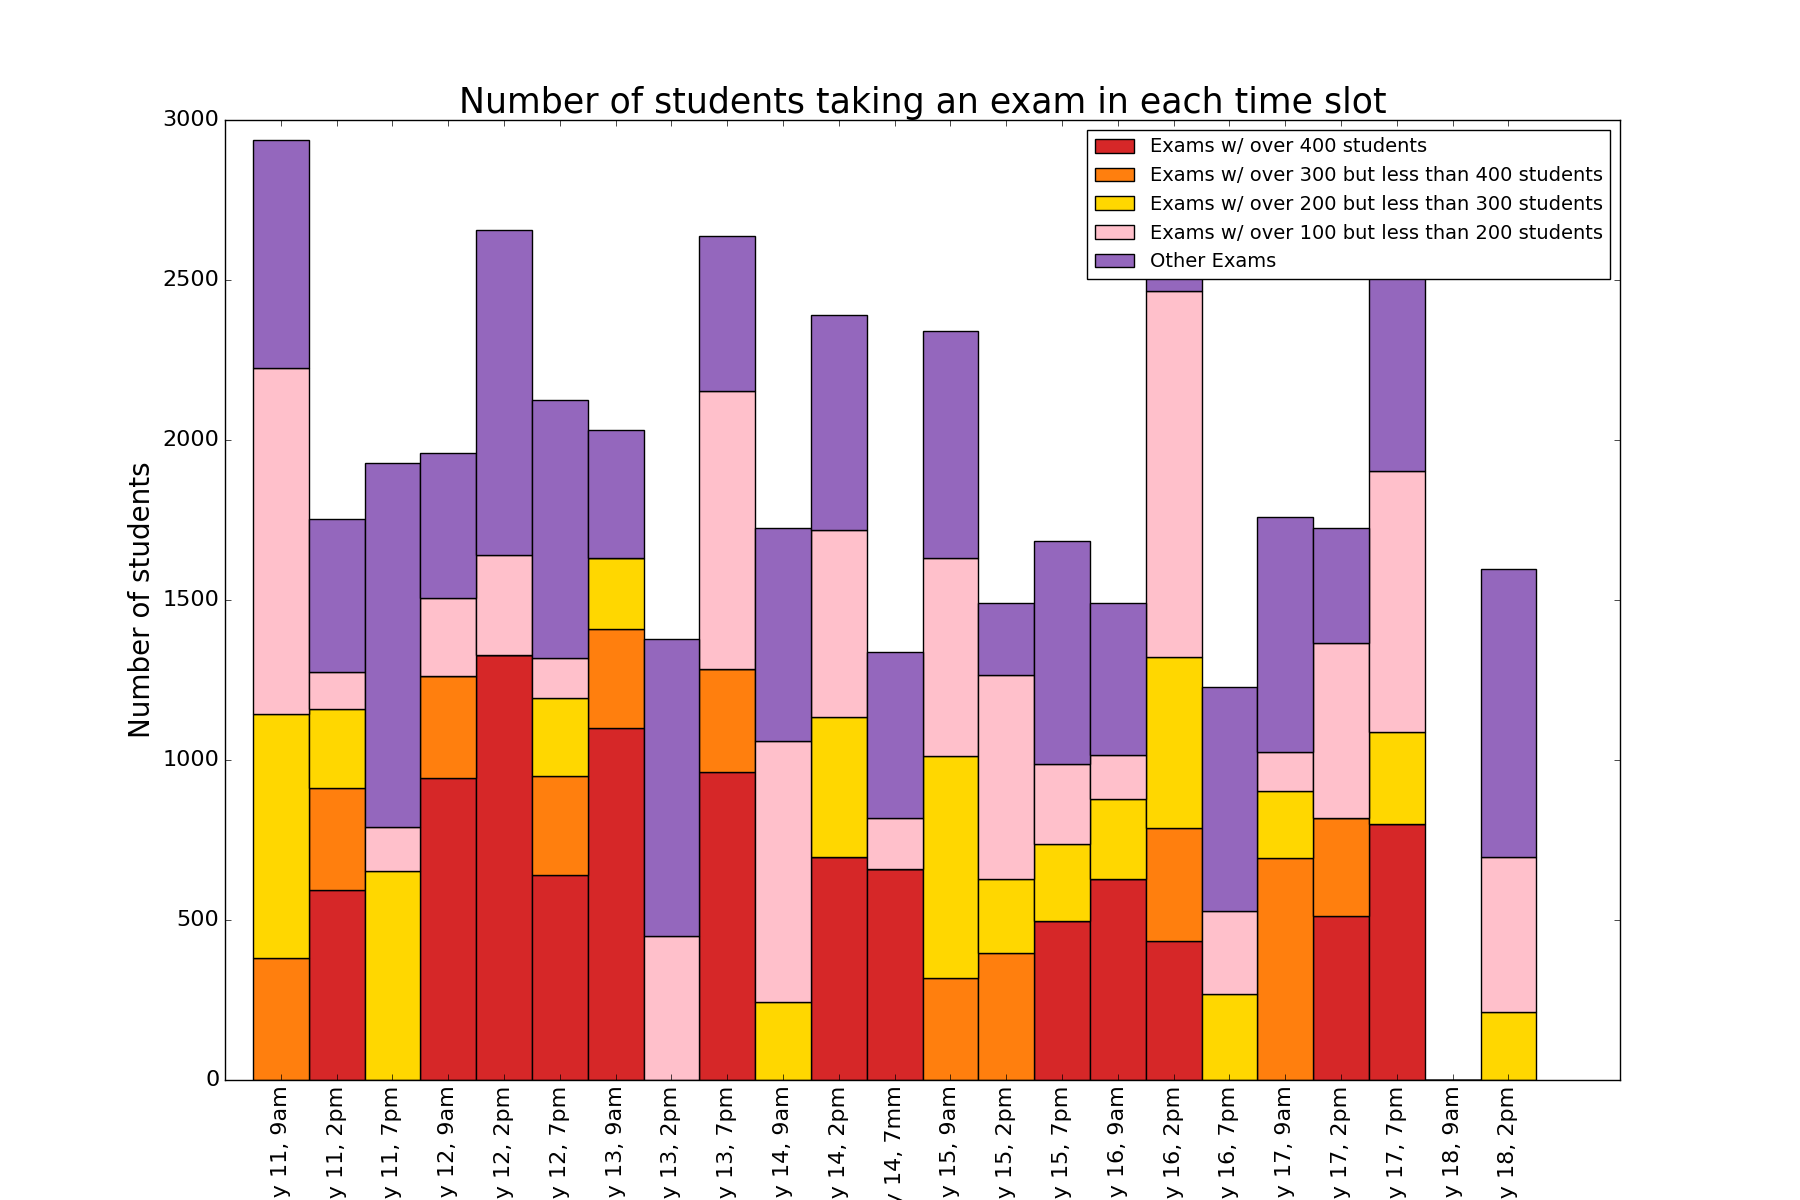 Number of students taking an exam in each time slot
3000
2500
2000
1500
1000
500
0
Number of students
Exams w/ over 400 students
Exams w/ over 300 but less than 400 students
Exams w/ over 200 but less than 300 students
Exams w/ over 100 but less than 200 students
Other Exams
y 11, 9am
y 11, 2pm
y 11, 7pm
y 12, 9am
y 12, 2pm
y 12, 7pm
y 13, 9am
y 13, 2pm
y 13, 7pm
y 14, 9am
y 14, 2pm
y 14, 7mm
y 15, 9am
y 15, 2pm
y 15, 7pm
y 16, 9am
y 16, 2pm
y 16, 7pm
y 17, 9am
y 17, 2pm
y 17, 7pm
y 18, 9am
y 18, 2pm